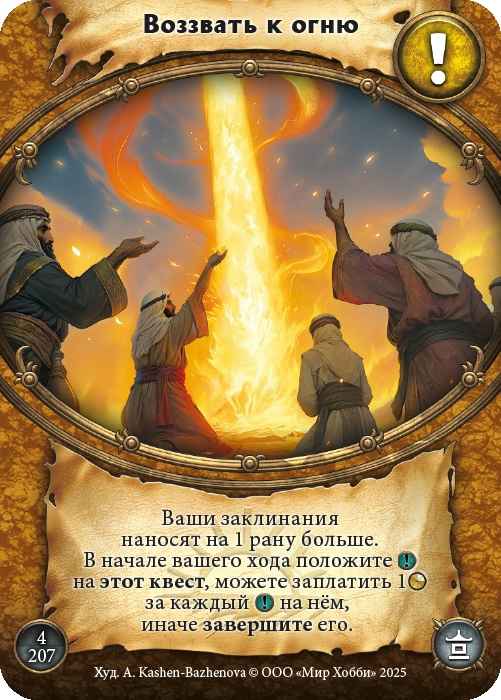 Воззвать к огню
!
Ваши заклинания
наносят на 1 рану больше.
В начале вашего хода положите !
на этот квест, можете заплатить 1
за каждый ! на нём,
иначе завершите его.
4
207
Худ. A. Kashen-Bazhenova © ООО «Мир Хобби» 2025